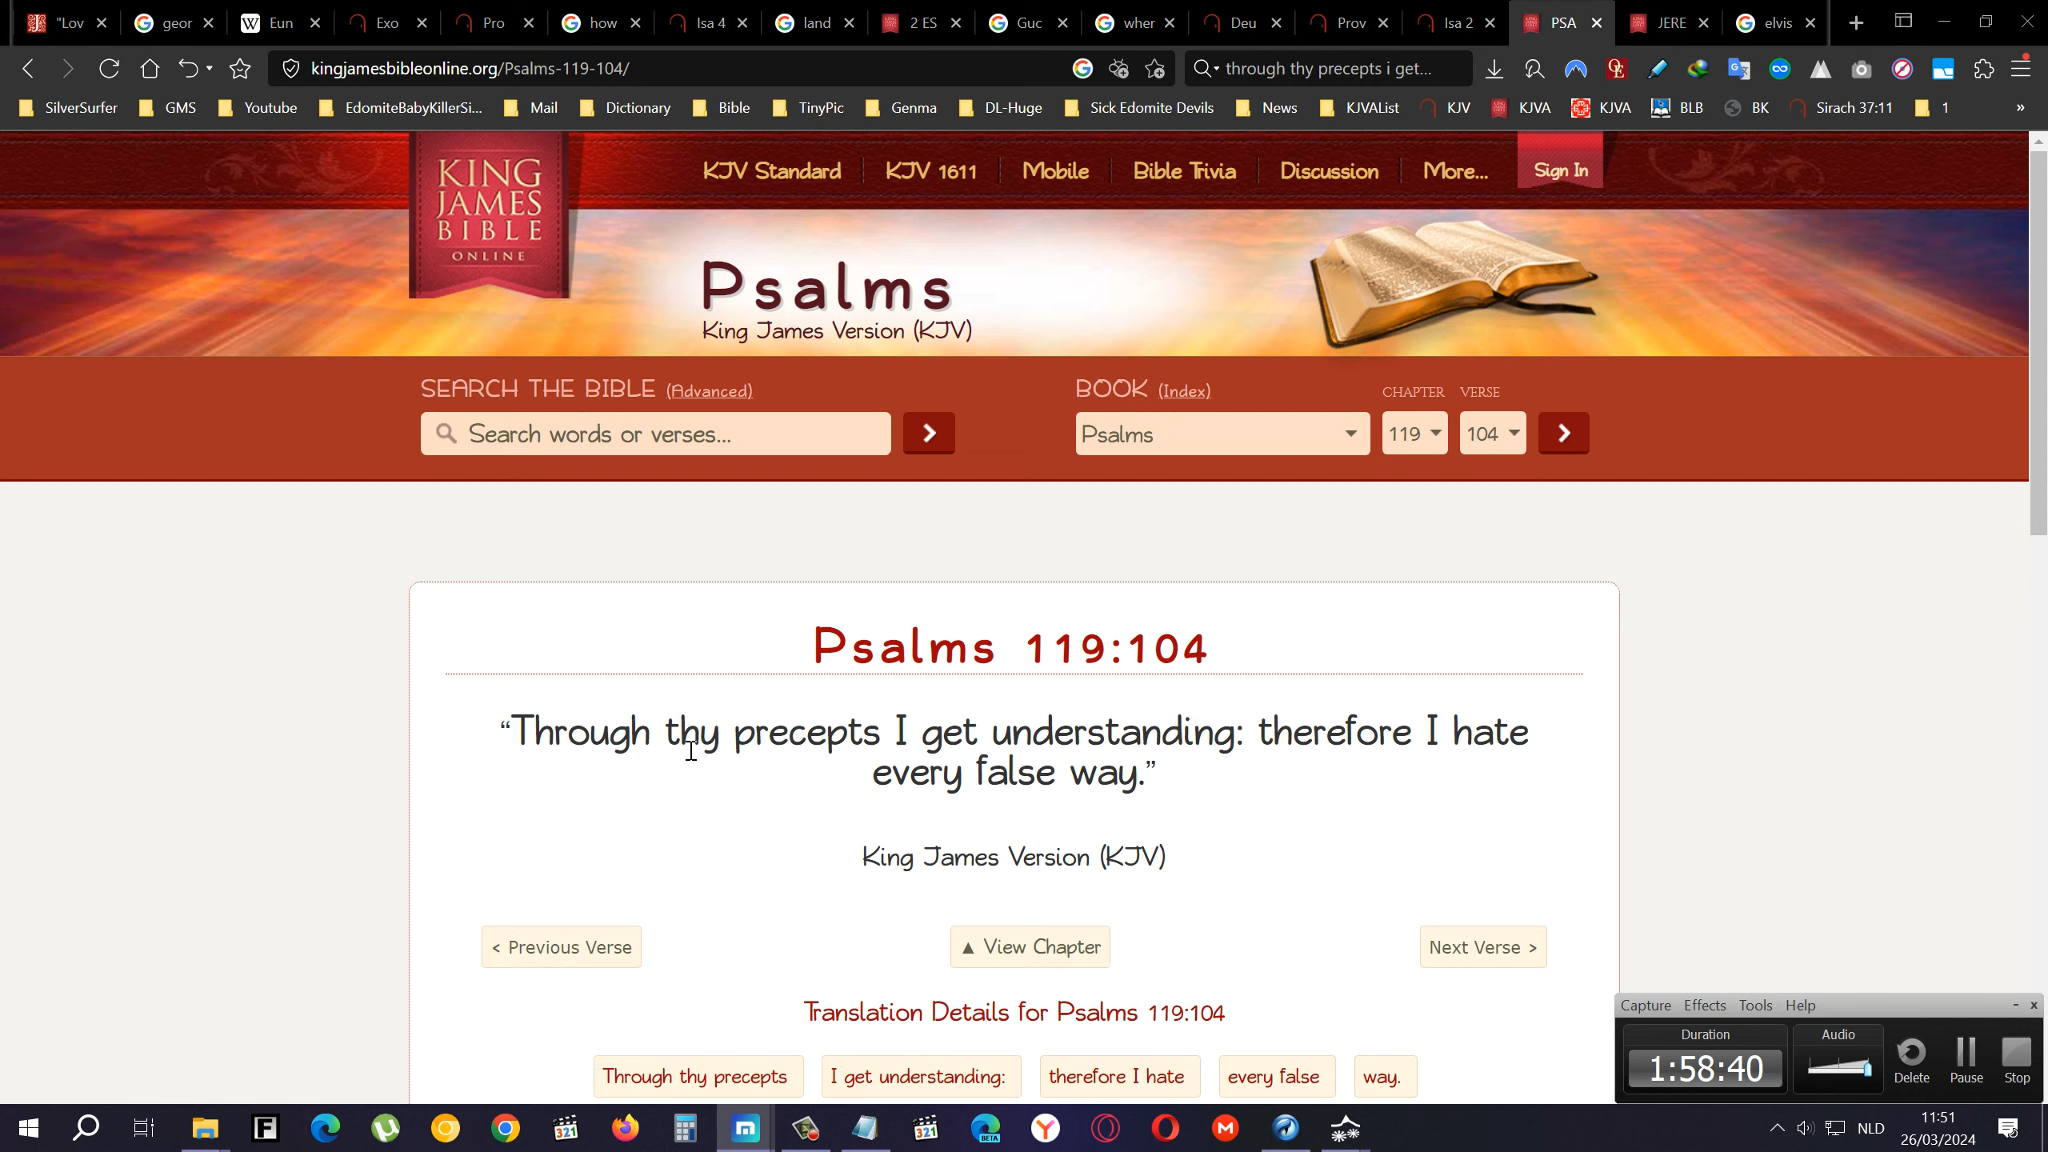 "Lov
geor
Eun
Exo
Pro
how
Isa 4
land
2 ES
Guc
wher
Deu
Prov
Isa 2
PSA
JERE
elvis
kingjamesbibleonline.org/Psalms-119-104/
through thy precepts i get...
SilverSurfer
GMS
Youtube
EdomiteBabyKillerSi...
Mail
Dictionary
Bible
TinyPic
Genma
DL-Huge
Sick Edomite Devils
News
KJVAList
KJV
KJVA
KJVA
BLB
BK
Sirach 37:11
1
»
KING
JAMES
BIBLE
ONLINE
KJV Standard
KJV 1611
Mobile
Bible Trivia
Discussion
More...
Sign In
Psalms
King James Version (KJV)
SEARCH THE BIBLE (Advanced)
BOOK (Index)
CHAPTER
VERSE
Search words or verses...
Psalms
119
104
Psalms 119:104
“Through thy precepts I get understanding: therefore I hate
every false way.”
King James Version (KJV)
< Previous Verse
▲ View Chapter
Next Verse >
Translation Details for Psalms 119:104
Through thy precepts
I get understanding:
therefore I hate
every false
way.
Capture
Effects
Tools
Help
Duration
Audio
1:58:40
Delete
Pause
Stop
321
321
BETA
NLD
11:51
26/03/2024